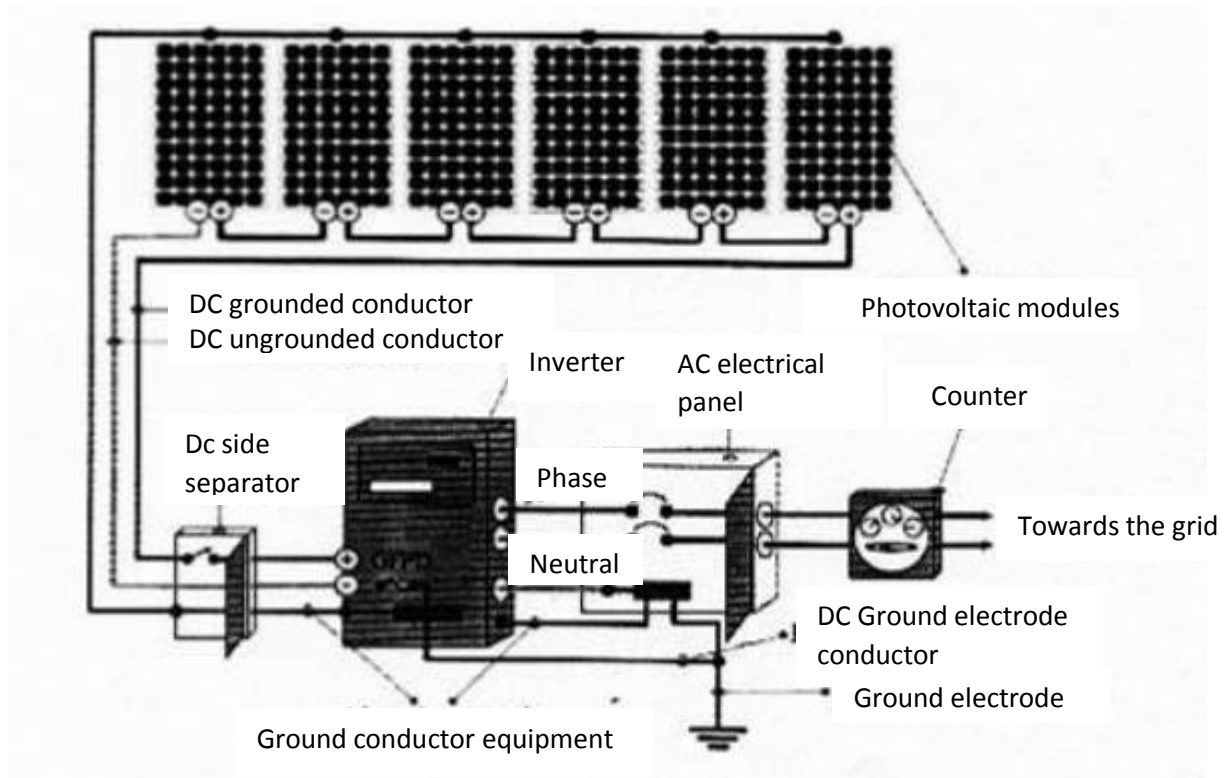 DC grounded conductor
DC ungrounded conductor
Photovoltaic modules
Inverter
AC electrical
panel
Counter
Dc side
separator
Phase
Neutral
Towards the grid
DC Ground electrode
conductor
Ground electrode
Ground conductor equipment